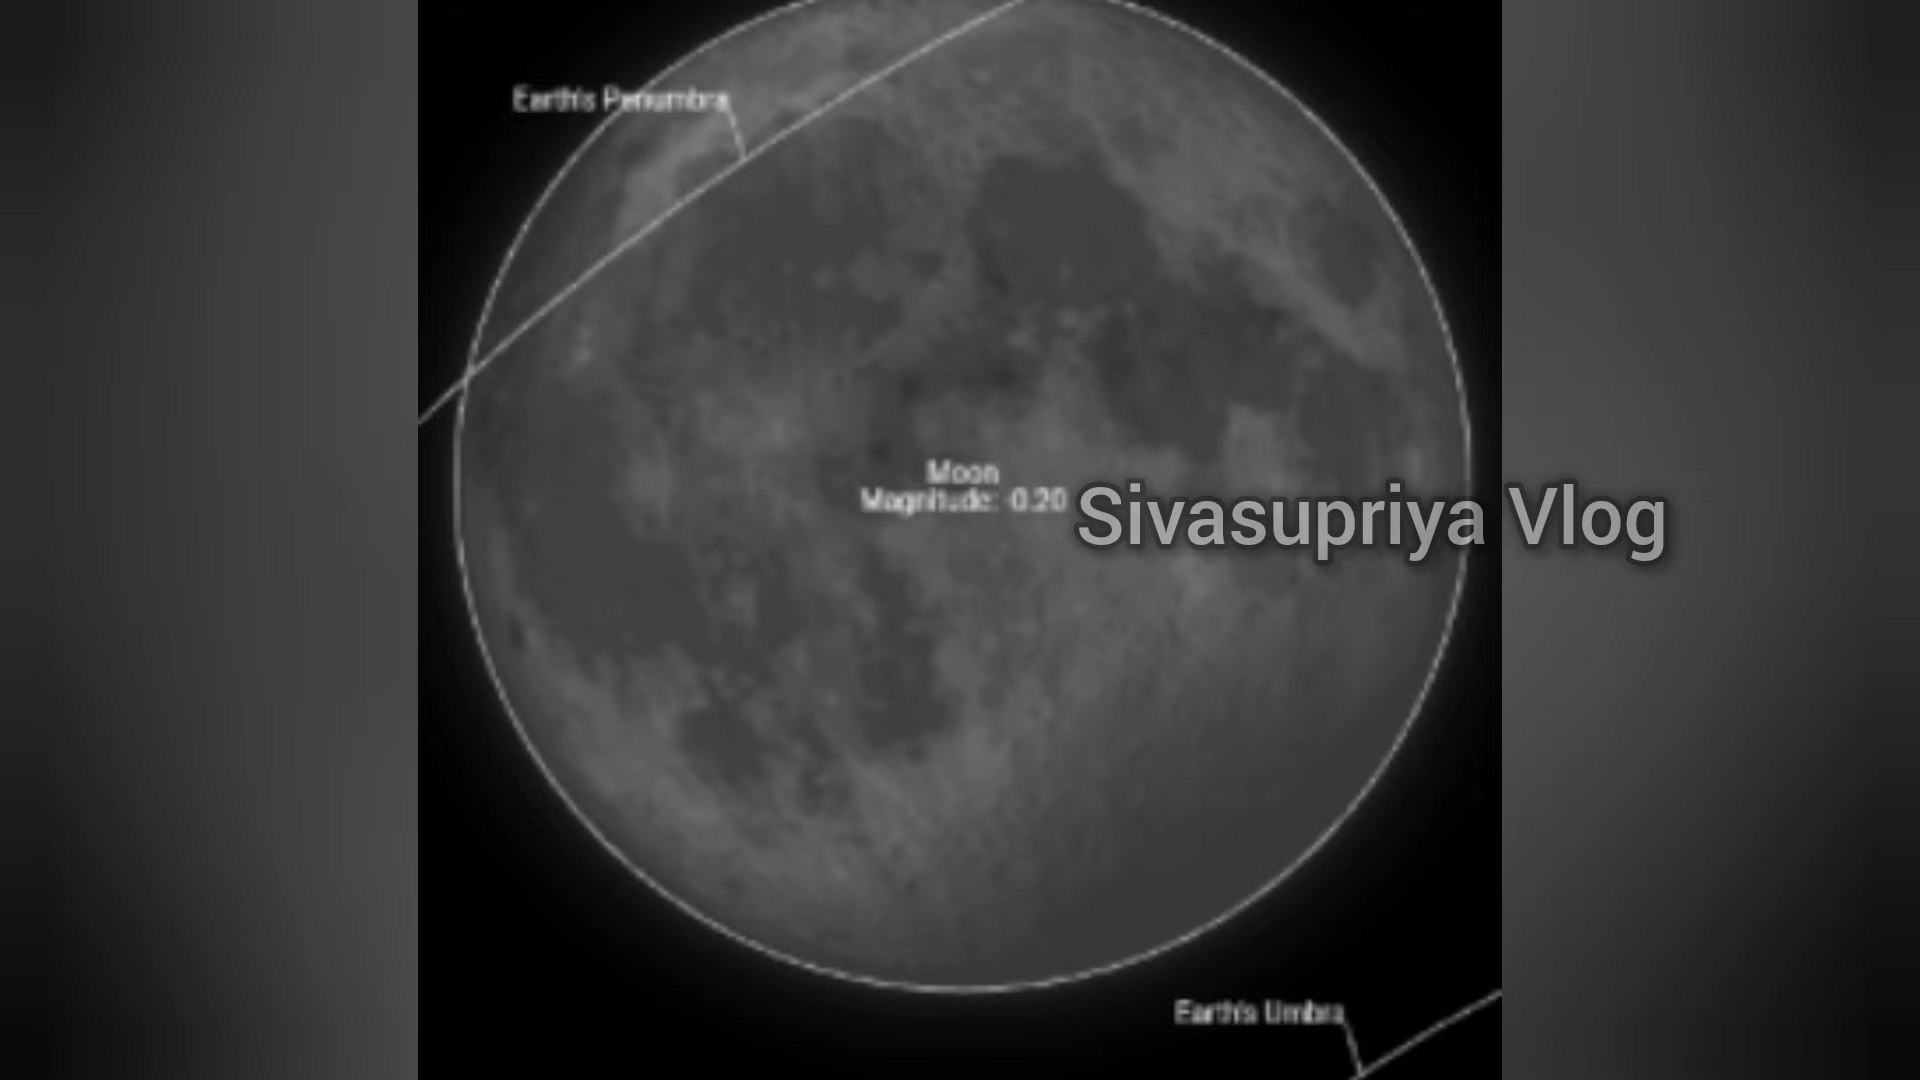 Earth's Penumbra
Moon
Magnitude: -0.20
Sivasupriya Vlog
Earth's Umbra